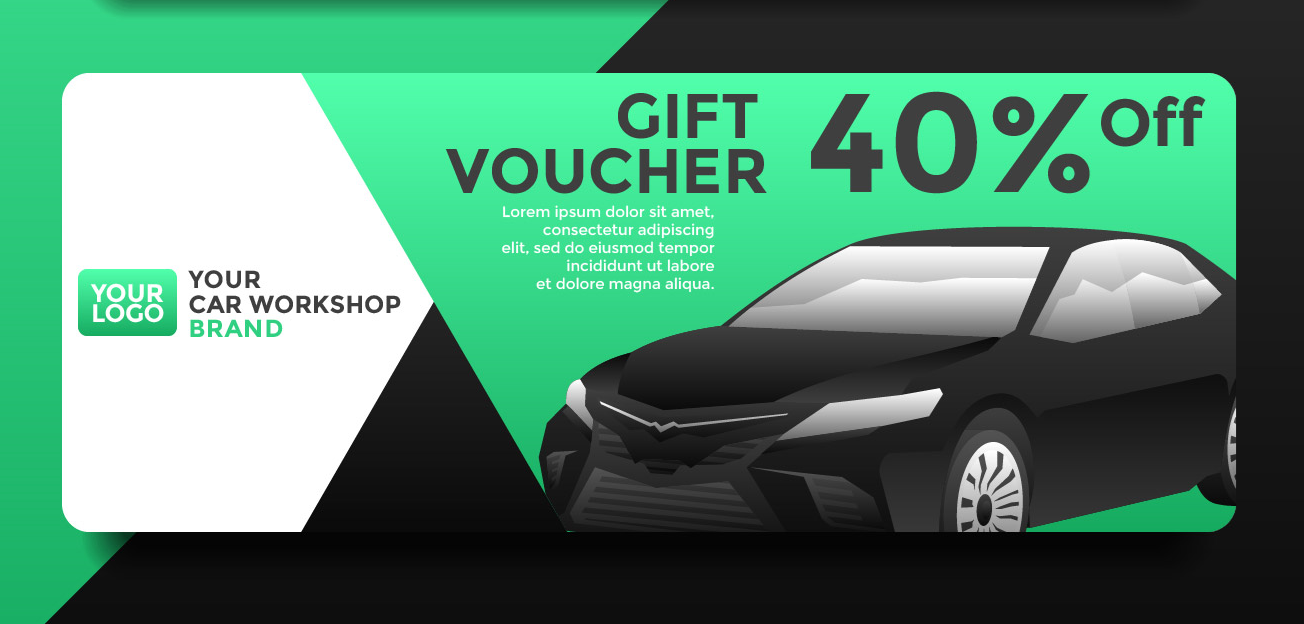 GIFT
VOUCHER
40% Off
Lorem ipsum dolor sit amet,
consectetur adipiscing
elit, sed do eiusmod tempor
incididunt ut labore
et dolore magna aliqua.
YOUR
LOGO
YOUR
CAR WORKSHOP
BRAND